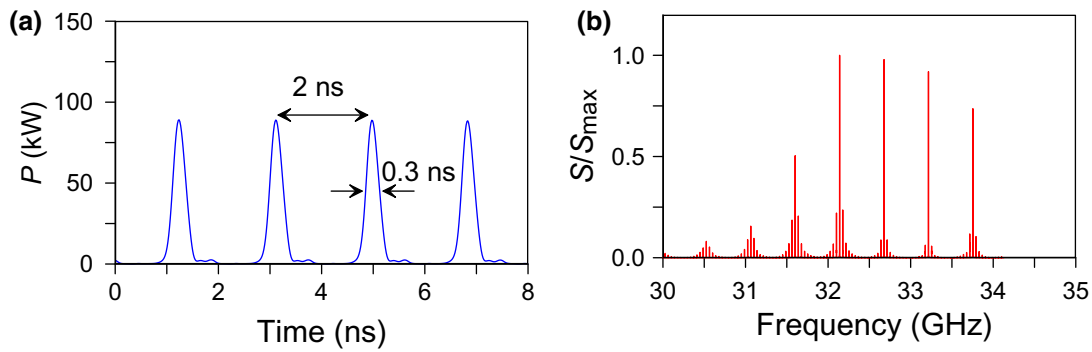 (a)
150
100
50
0
P (kW)
2 ns
0.3 ns
0 2 4 6 8
Time (ns)
(b)
1.0
0.5
0.0
S/Smax
30 31 32 33 34 35
Frequency (GHz)